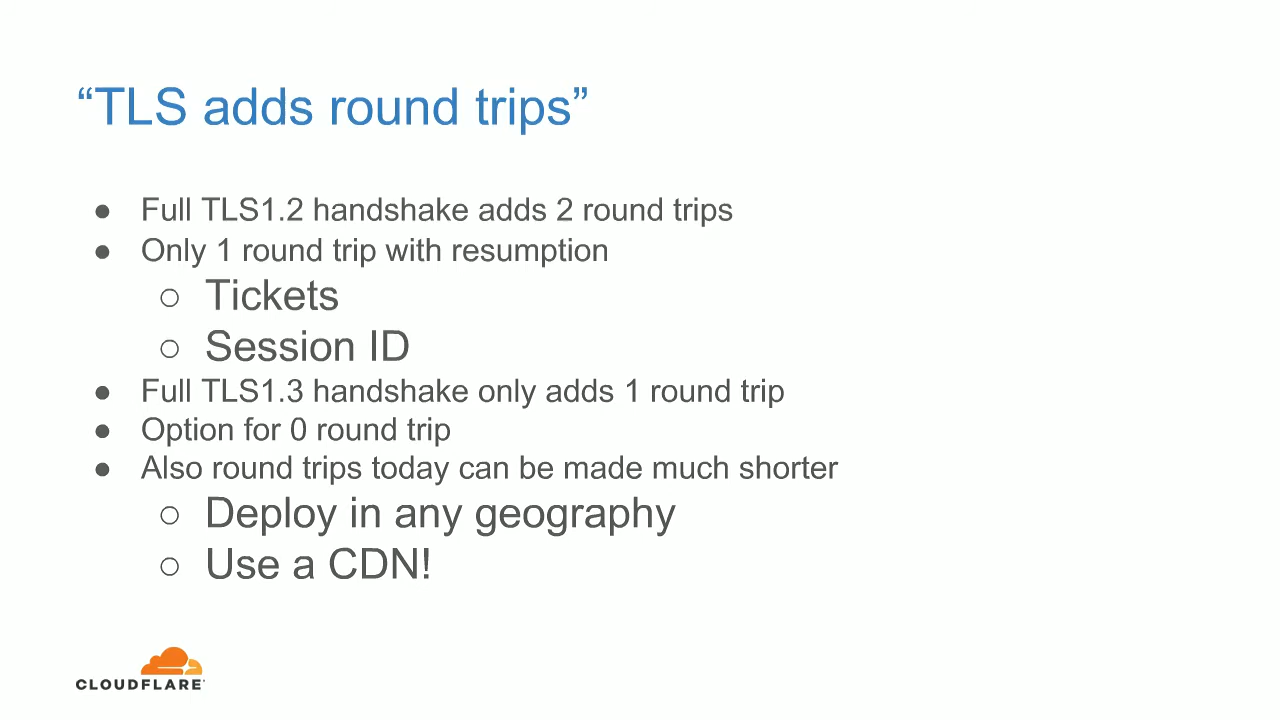 “TLS adds round trips”
● Full TLS1.2 handshake adds 2 round trips
● Only 1 round trip with resumption
○ Tickets
○ Session ID
● Full TLS1.3 handshake only adds 1 round trip
● Option for 0 round trip
● Also round trips today can be made much shorter
○ Deploy in any geography
○ Use a CDN!
CLOUDFLARE